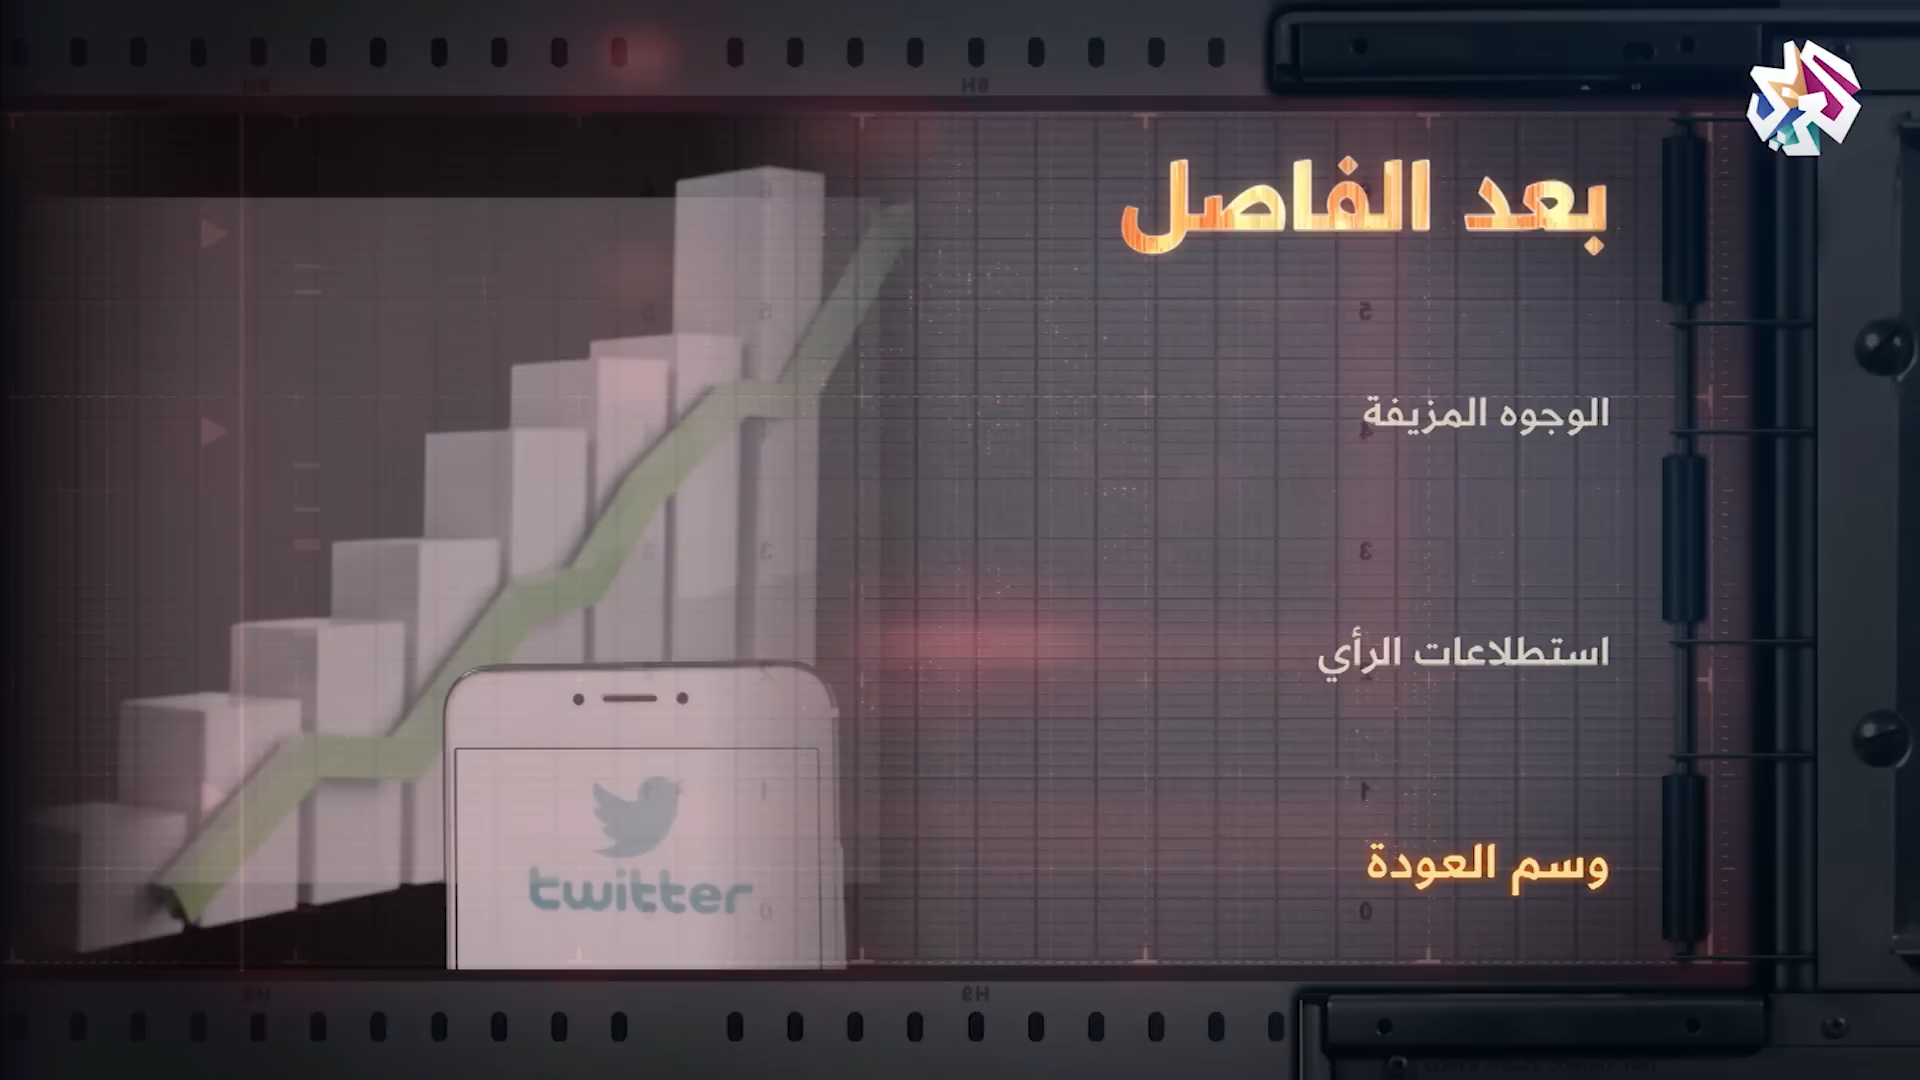 بعد الفاصل
الوجوه المزيفة
استطلاعات الرأي
وسم العودة
twitter